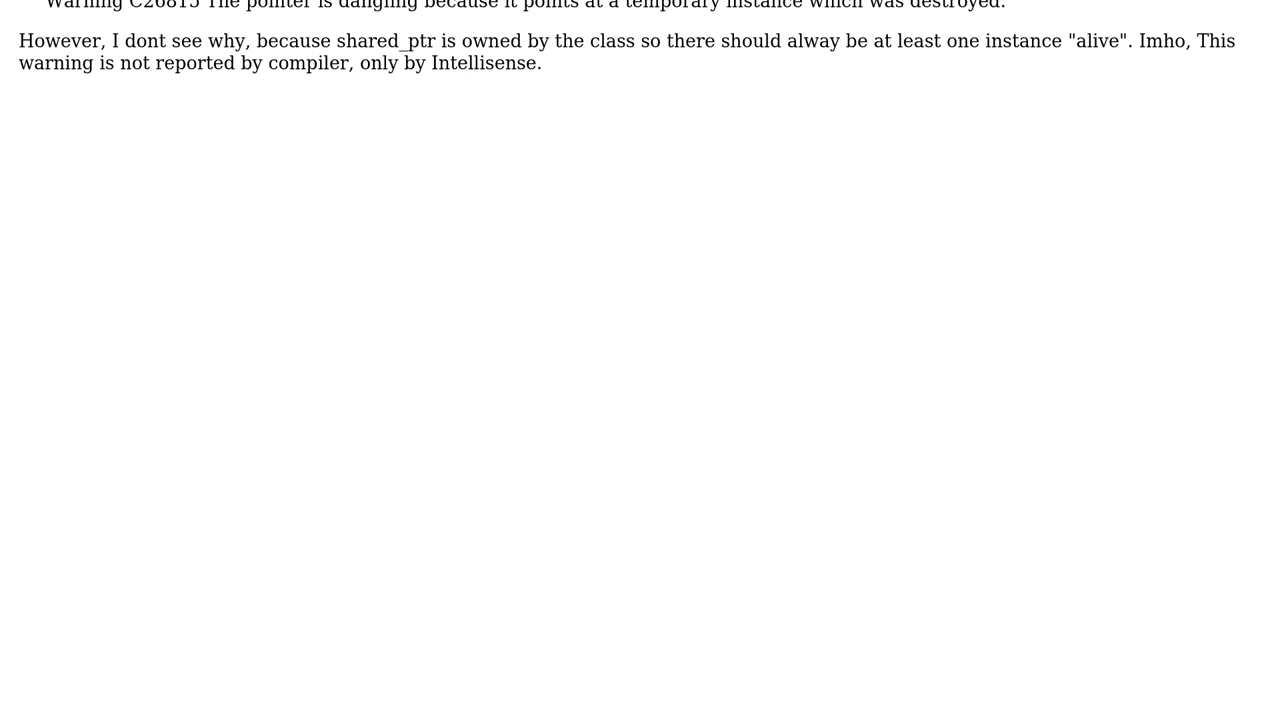 Warning C26815 The pointer is dangling because it points at a temporary instance which was destroyed.
However, I dont see why, because shared_ptr is owned by the class so there should alway be at least one instance "alive". Imho, This
warning is not reported by compiler, only by Intellisense.